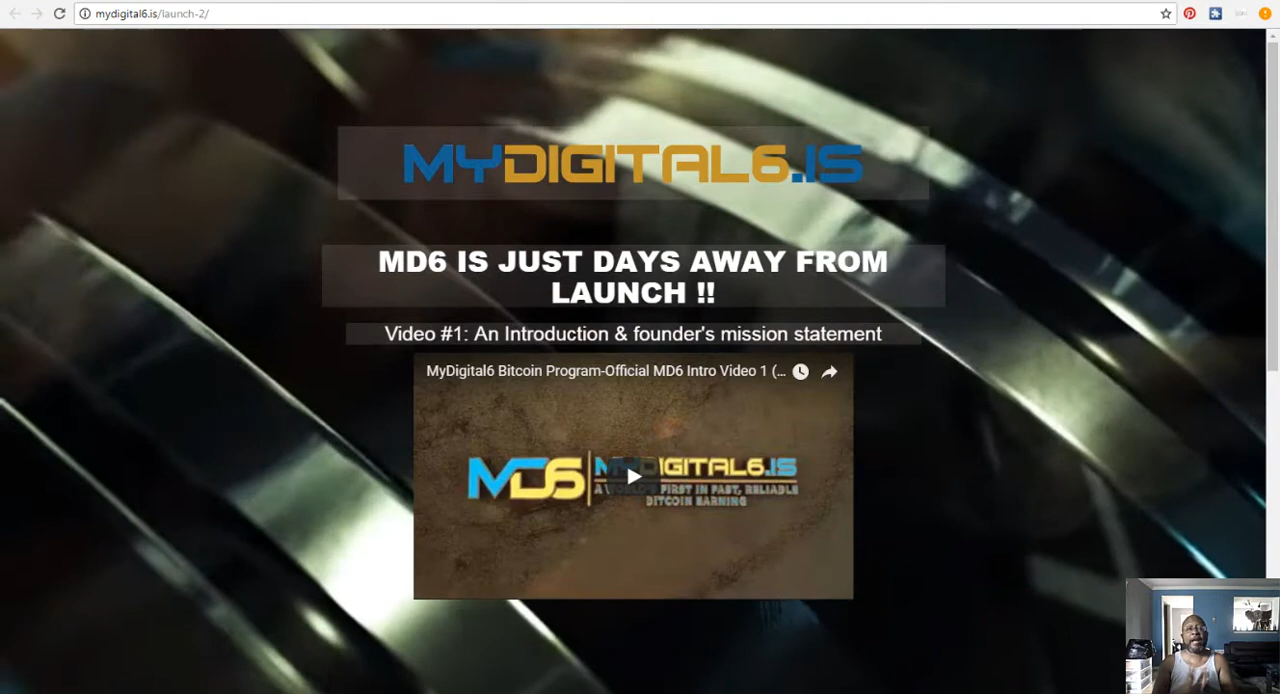 mydigital6.is/launch-2/
MYDIGITAL6.IS
MD6 IS JUST DAYS AWAY FROM
LAUNCH !!
Video #1: An Introduction & founder's mission statement
MyDigital6 Bitcoin Program-Official MD6 Intro Video 1 (...
MD6 MYDIGITAL6.IS
A WORLD'S FIRST IN FAST, RELIABLE
BITCOIN EARNING